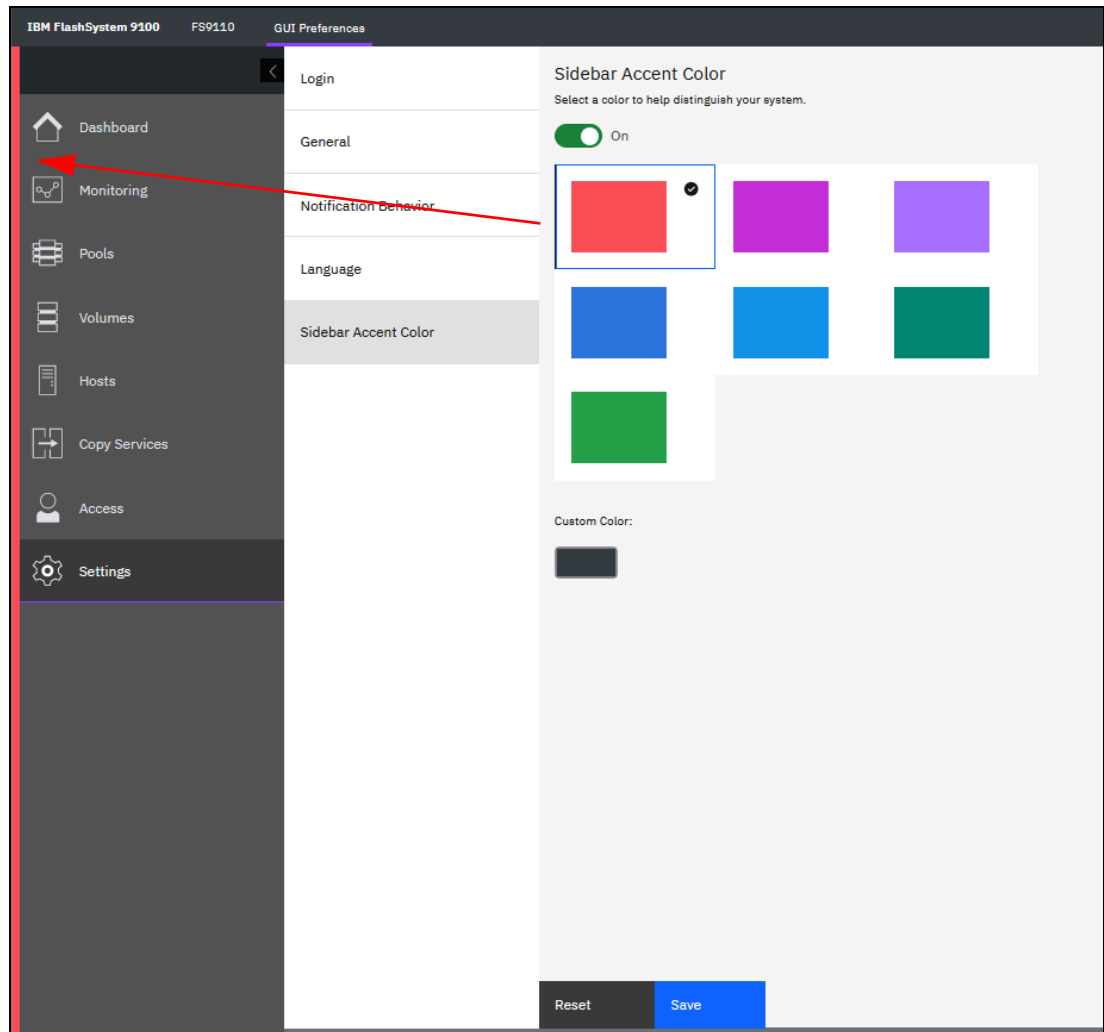 IBM FlashSystem 9100 FS9110 GUI Preferences
Dashboard
Monitoring
Pools
Volumes
Hosts
Copy Services
Access
Settings
Login
General
Notification Behavior
Language
Sidebar Accent Color
Sidebar Accent Color
Select a color to help distinguish your system.
On
Custom Color:
Reset Save